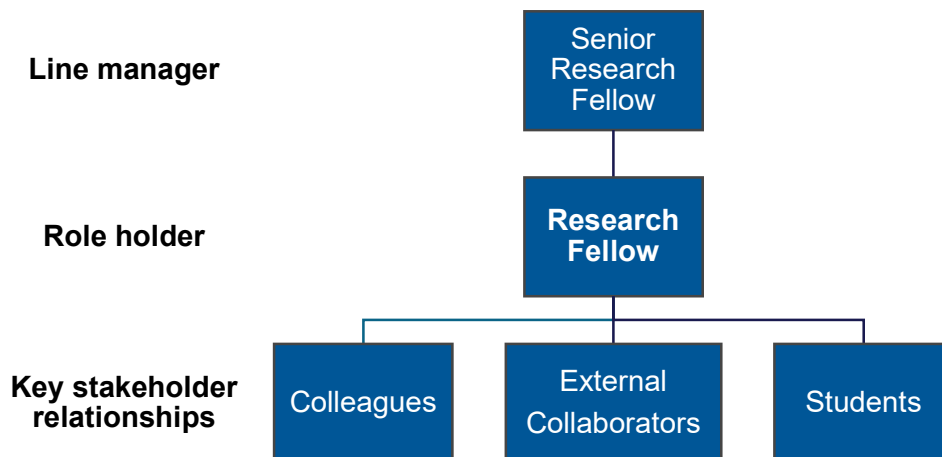 Line manager
Senior
Research
Fellow
Role holder
Research
Fellow
Key stakeholder
relationships
Colleagues
External
Collaborators
Students